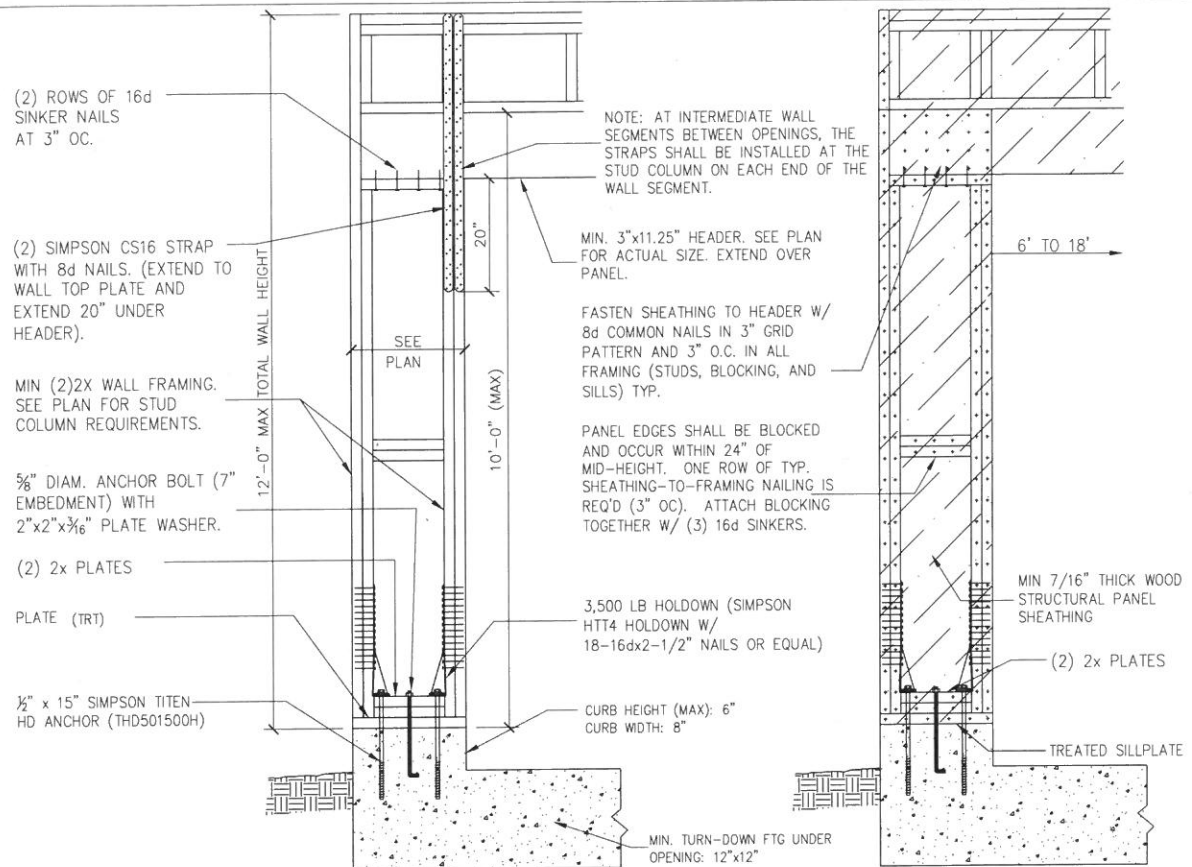 (2) ROWS OF 16d
SINKER NAILS
AT 3" OC.
(2) SIMPSON CS16 STRAP
WITH 8d NAILS. (EXTEND TO
WALL TOP PLATE AND
EXTEND 20" UNDER
HEADER).
MIN (2)2X WALL FRAMING.
SEE PLAN FOR STUD
COLUMN REQUIREMENTS.
⅝" DIAM. ANCHOR BOLT (7"
EMBEDMENT) WITH
2"x2"x3⁄16" PLATE WASHER.
(2) 2x PLATES
PLATE (TRT)
½" x 15" SIMPSON TITEN
HD ANCHOR (THD501500H)
12'-0" MAX TOTAL WALL HEIGHT
SEE
PLAN
20"
10'-0" (MAX)
NOTE: AT INTERMEDIATE WALL
SEGMENTS BETWEEN OPENINGS, THE
STRAPS SHALL BE INSTALLED AT THE
STUD COLUMN ON EACH END OF THE
WALL SEGMENT.
MIN. 3"x11.25" HEADER. SEE PLAN
FOR ACTUAL SIZE. EXTEND OVER
PANEL.
FASTEN SHEATHING TO HEADER W/
8d COMMON NAILS IN 3" GRID
PATTERN AND 3" O.C. IN ALL
FRAMING (STUDS, BLOCKING, AND
SILLS) TYP.
PANEL EDGES SHALL BE BLOCKED
AND OCCUR WITHIN 24" OF
MID-HEIGHT. ONE ROW OF TYP.
SHEATHING-TO-FRAMING NAILING IS
REQ'D (3" OC). ATTACH BLOCKING
TOGETHER W/ (3) 16d SINKERS.
3,500 LB HOLDOWN (SIMPSON
HTT4 HOLDOWN W/
18-16dx2-1/2" NAILS OR EQUAL)
CURB HEIGHT (MAX): 6"
CURB WIDTH: 8"
MIN. TURN-DOWN FTG UNDER
OPENING: 12"x12"
6' TO 18'
MIN 7/16" THICK WOOD
STRUCTURAL PANEL
SHEATHING
(2) 2x PLATES
TREATED SILLPLATE